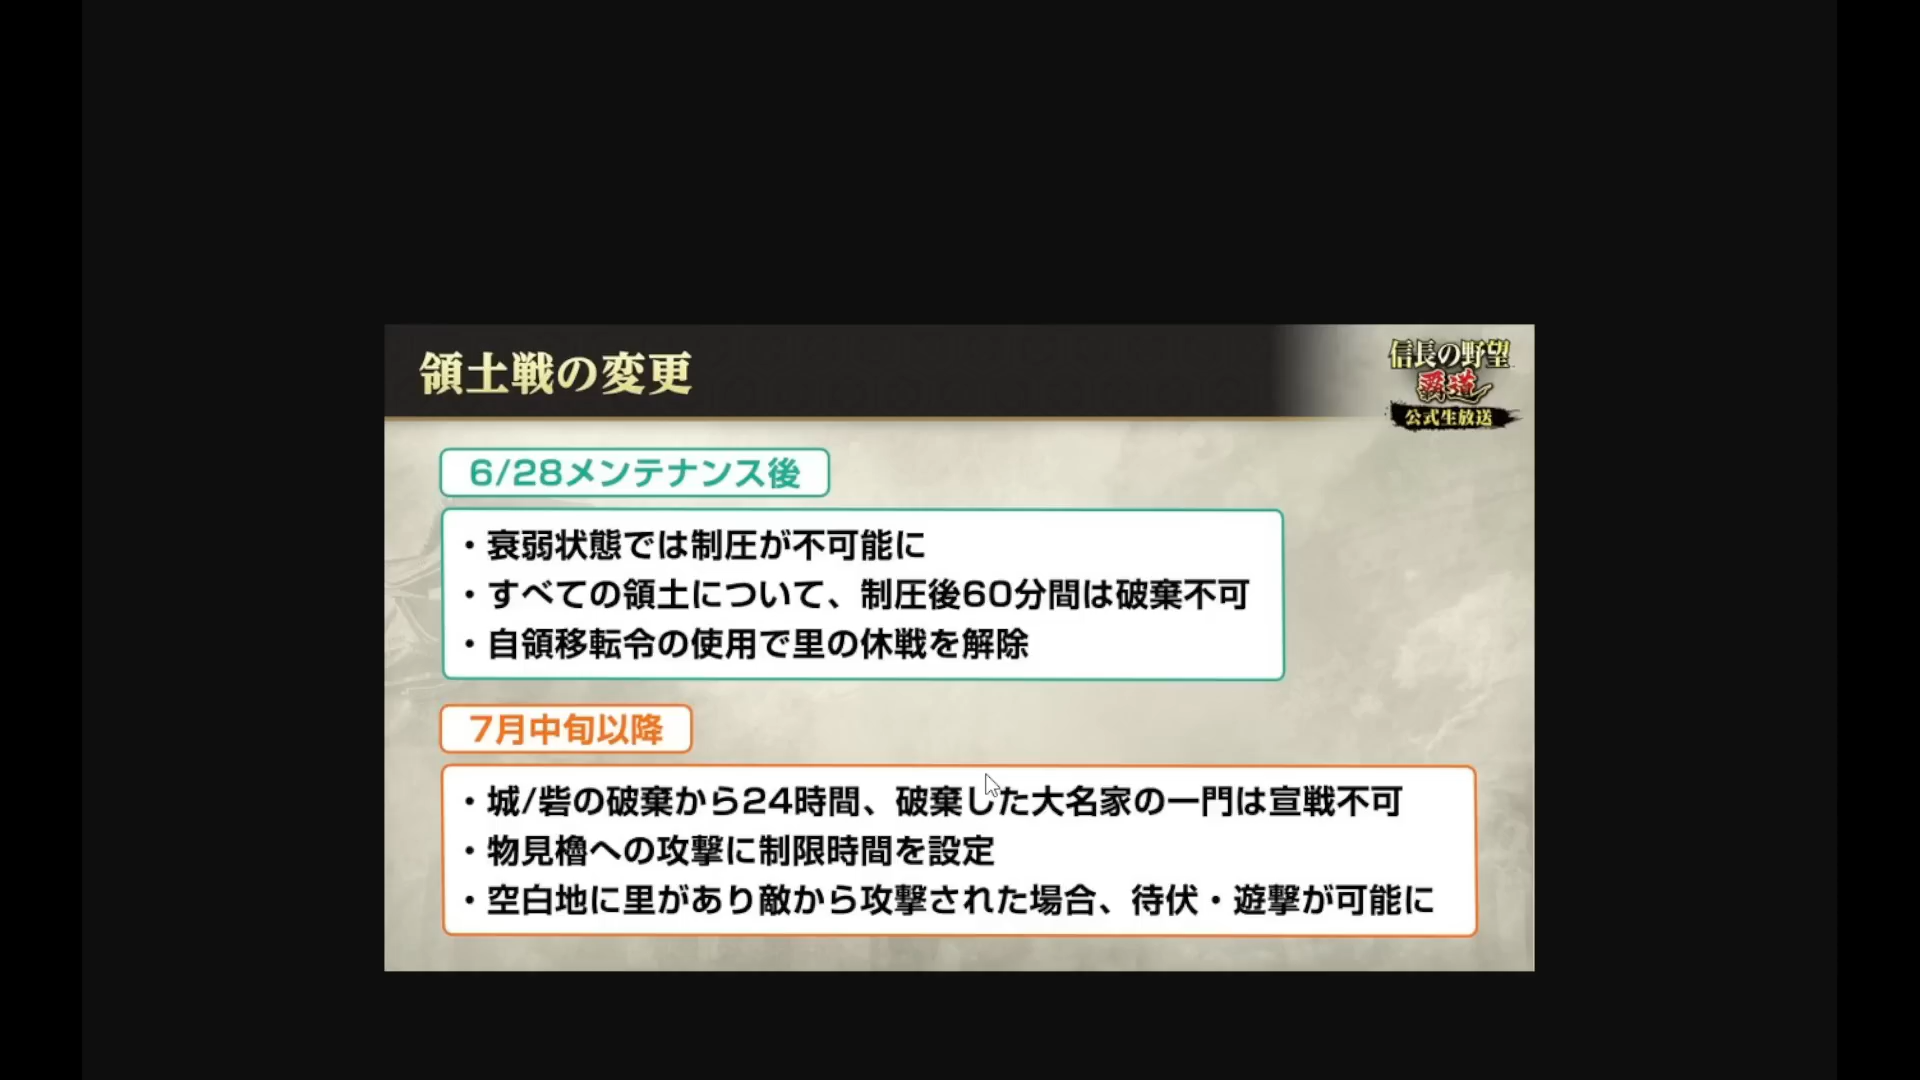 領土戦の変更
信長の野望
覇道
公式生放送
6/28メンテナンス後
・衰弱状態では制圧が不可能に
・すべての領土について、制圧後60分間は破棄不可
・自領移転令の使用で里の休戦を解除
7月中旬以降
・城/砦の破棄から24時間、破棄した大名家の一門は宣戦不可
・物見櫓への攻撃に制限時間を設定
・空白地に里があり敵から攻撃された場合、待伏・遊撃が可能に